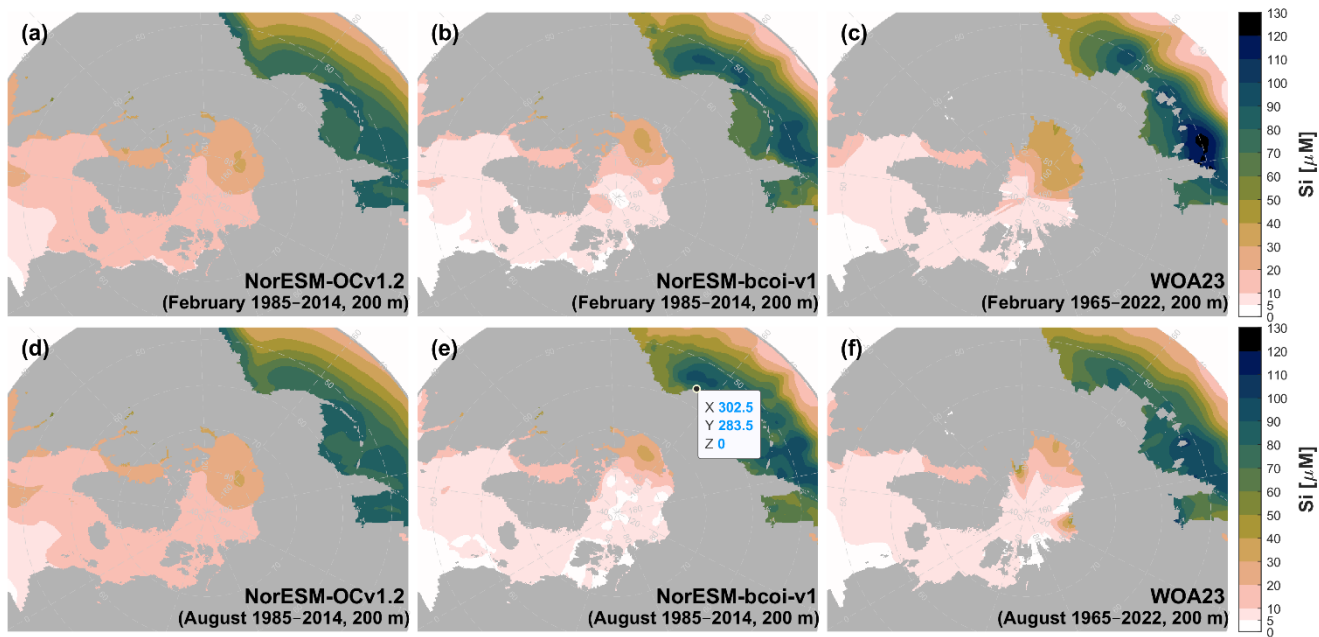 (a)
NorESM-OCv1.2
(February 1985–2014, 200 m)
(b)
NorESM-bcoi-v1
(February 1985–2014, 200 m)
(c)
WOA23
(February 1965–2022, 200 m)
130
120
110
100
90
80
70
60
50
40
30
20
10
5
0
Si [μM]
(d)
NorESM-OCv1.2
(August 1985–2014, 200 m)
(e)
X 302.5
Y 283.5
Z 0
NorESM-bcoi-v1
(August 1985–2014, 200 m)
(f)
WOA23
(August 1965–2022, 200 m)
130
120
110
100
90
80
70
60
50
40
30
20
10
5
0
Si [μM]